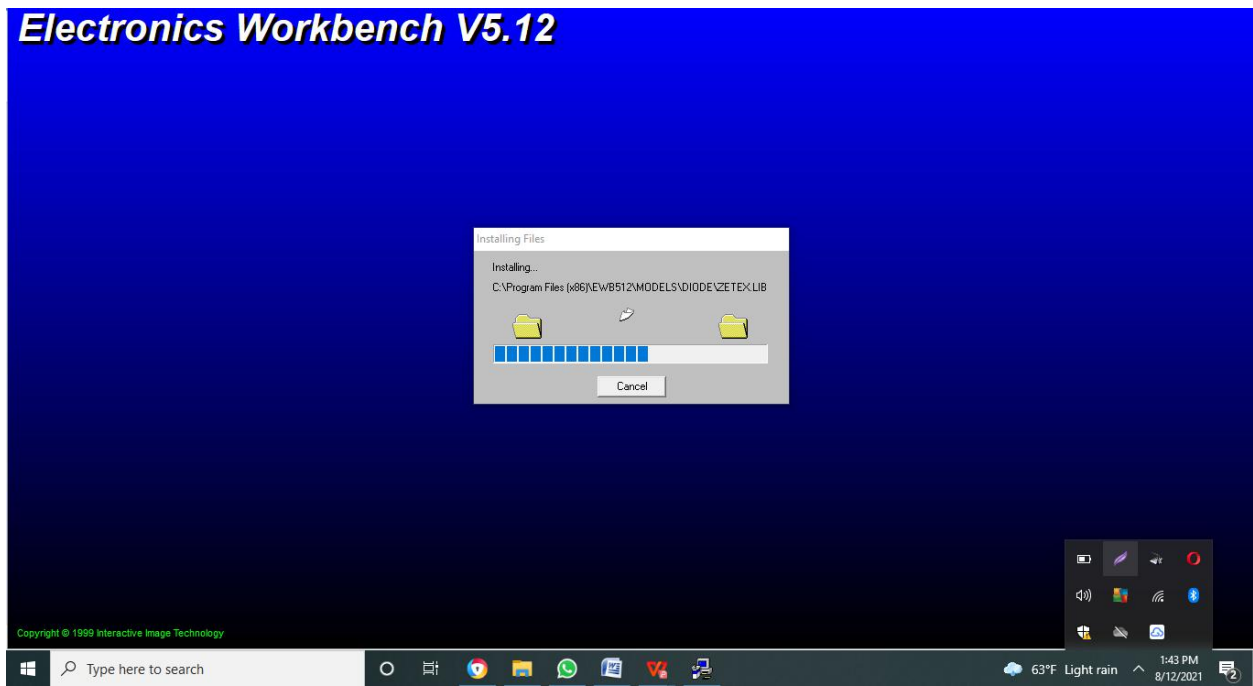 Electronics Workbench V5.12
Installing Files
Installing...
C:\Program Files (x86)\EWB512\MODELS\DIODE\ZETEX.LIB
Cancel
Copyright © 1999 Interactive Image Technology
Type here to search
63°F Light rain
1:43 PM
8/12/2021
2